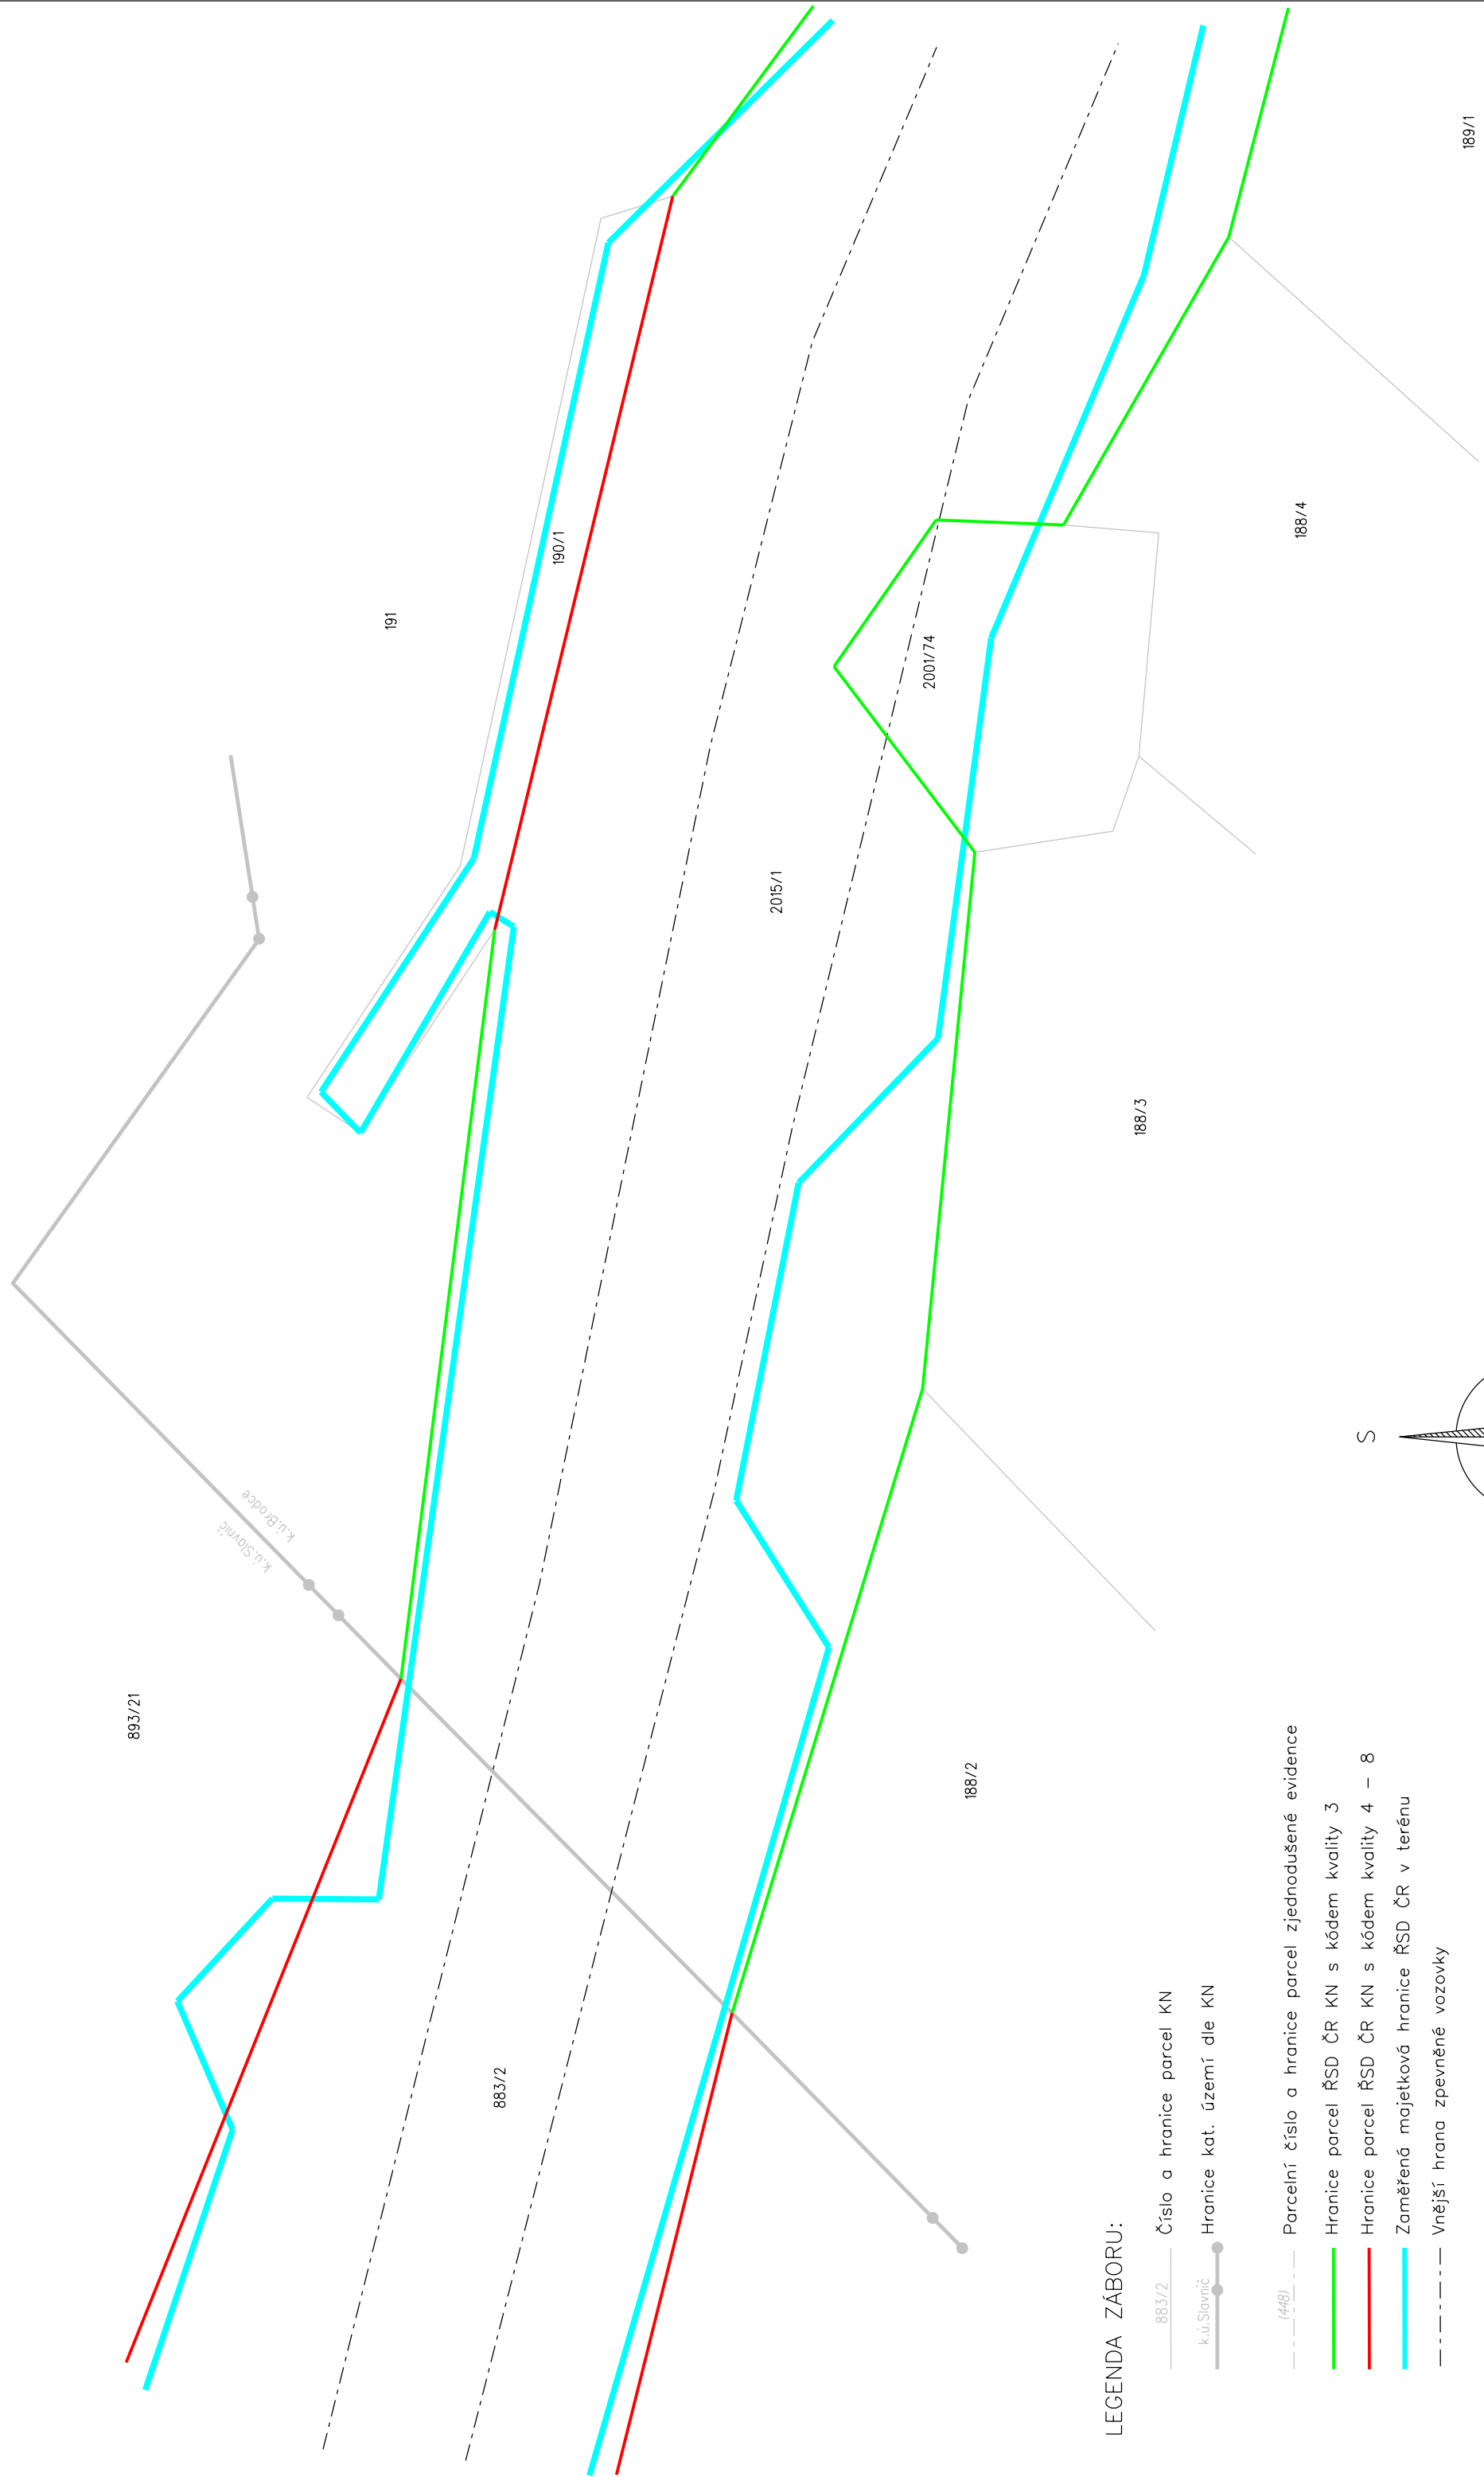 189/1
188/4
191
190/1
2001/74
2015/1
188/3
k.ú.Brodce
k.ú.Slavníč
893/21
188/2
883/2
S
LEGENDA ZÁBORU:
883/2 Číslo a hranice parcel KN
k.ú.Slavníč Hranice kat. území dle KN
(448) Parcelní číslo a hranice parcel zjednodušené evidence
Hranice parcel ŘSD ČR KN s kódem kvality 3
Hranice parcel ŘSD ČR KN s kódem kvality 4 – 8
Zaměřená majetková hranice ŘSD ČR v terénu
Vnější hrana zpevněné vozovky